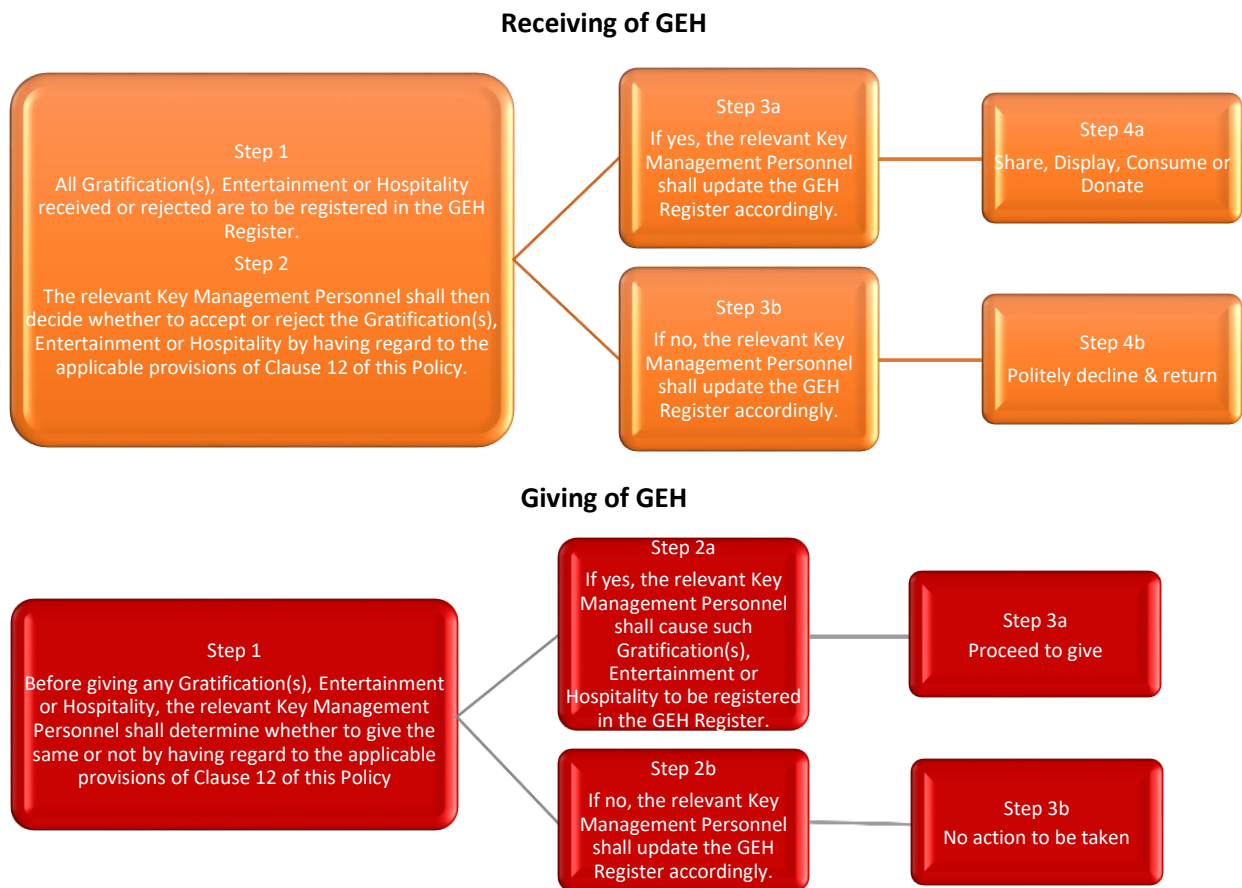 Receiving of GEH
Step 1
All Gratification(s), Entertainment or Hospitality
received or rejected are to be registered in the GEH
Register.
Step 2
The relevant Key Management Personnel shall then
decide whether to accept or reject the Gratification(s),
Entertainment or Hospitality by having regard to the
applicable provisions of Clause 12 of this Policy.
Step 3a
If yes, the relevant Key
Management Personnel
shall update the GEH
Register accordingly.
Step 4a
Share, Display, Consume or
Donate
Step 3b
If no, the relevant Key
Management Personnel
shall update the GEH
Register accordingly.
Step 4b
Politely decline & return
Giving of GEH
Step 1
Before giving any Gratification(s), Entertainment
or Hospitality, the relevant Key Management
Personnel shall determine whether to give the
same or not by having regard to the applicable
provisions of Clause 12 of this Policy
Step 2a
If yes, the relevant Key
Management Personnel
shall cause such
Gratification(s),
Entertainment or
Hospitality to be registered
in the GEH Register.
Step 3a
Proceed to give
Step 2b
If no, the relevant Key
Management Personnel
shall update the GEH
Register accordingly.
Step 3b
No action to be taken